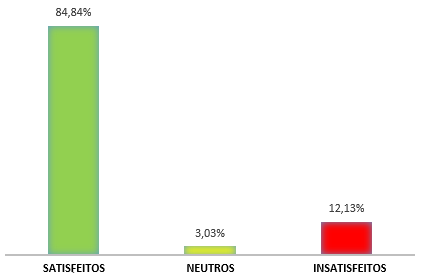 84,84%
3,03%
12,13%
SATISFEITOS
NEUTROS
INSATISFEITOS